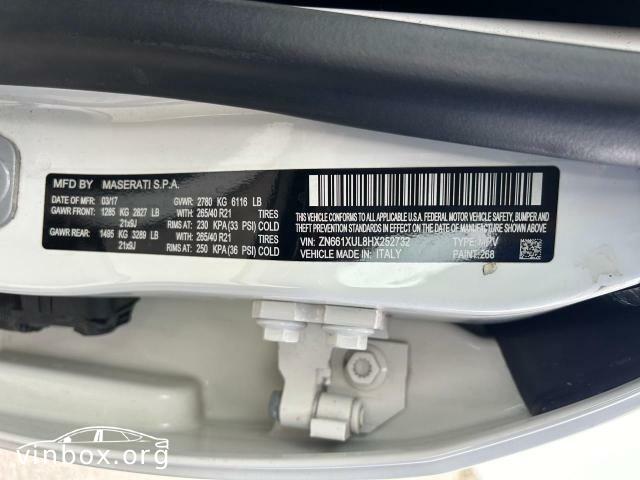 MFD BY MASERATI S.P.A.
DATE OF MFR: 03/17 GVWR: 2780 KG 6116 LB
GAWR FRONT: 1285 KG 2827 LB WITH: 265/40 R21 TIRES
21x9J RIMS AT: 230 KPA (33 PSI) COLD
GAWR REAR: 1495 KG 3289 LB WITH: 265/40 R21 TIRES
21x9J RIMS AT: 250 KPA (36 PSI) COLD
THIS VEHICLE CONFORMS TO ALL APPLICABLE U.S.A. FEDERAL MOTOR VEHICLE SAFETY, BUMPER, AND THEFT
PREVENTION STANDARDS IN EFFECT ON THE DATE OF MANUFACTURE SHOWN ABOVE.
VIN: ZN661XUL8HX252732 TYPE: MPV
VEHICLE MADE IN: ITALY PAINT: 268
vinbox.org